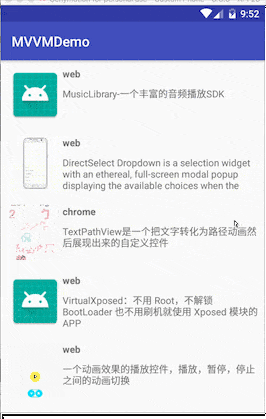 9:52
MVVMDemo
web
MusicLibrary-一个丰富的音频播放SDK
web
DirectSelect Dropdown is a selection widget
with an ethereal, full-screen modal popup
displaying the available choices when the
chrome
TextPathView是一个把文字转化为路径动画然
后展现出来的自定义控件
web
VirtualXposed：不用 Root，不解锁
BootLoader 也不用刷机就使用 Xposed 模块的
APP
web
一个动画效果的播放控件，播放，暂停，停止
之间的动画切换